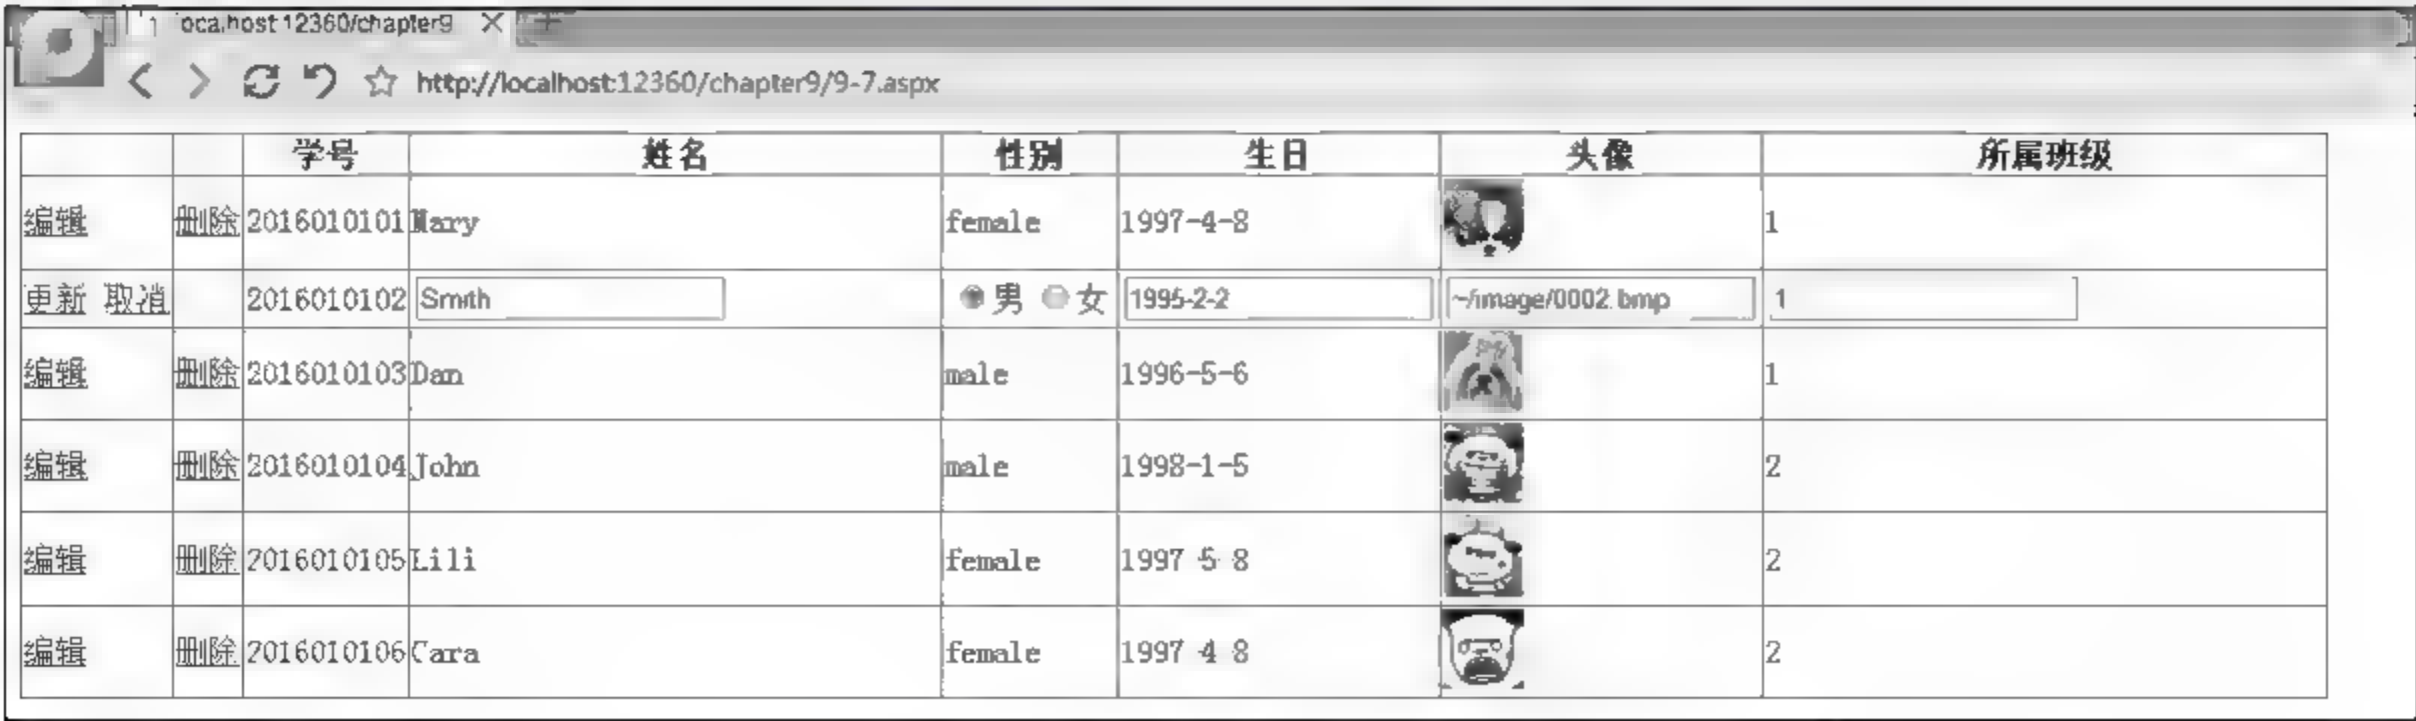 oca.host 12360/chapter9
http://localhost:12360/chapter9/9-7.aspx
学号 姓名 性别 生日 头像 所属班级
编辑 删除 2016010101 Mary female 1997-4-8 1
更新 取消 2016010102 Smith 男 女 1995-2-2 ~/image/0002.bmp 1
编辑 删除 2016010103 Dan male 1996-5-6 1
编辑 删除 2016010104 John male 1998-1-5 2
编辑 删除 2016010105 Lili female 1997 5 8 2
编辑 删除 2016010106 Cara female 1997 4 8 2